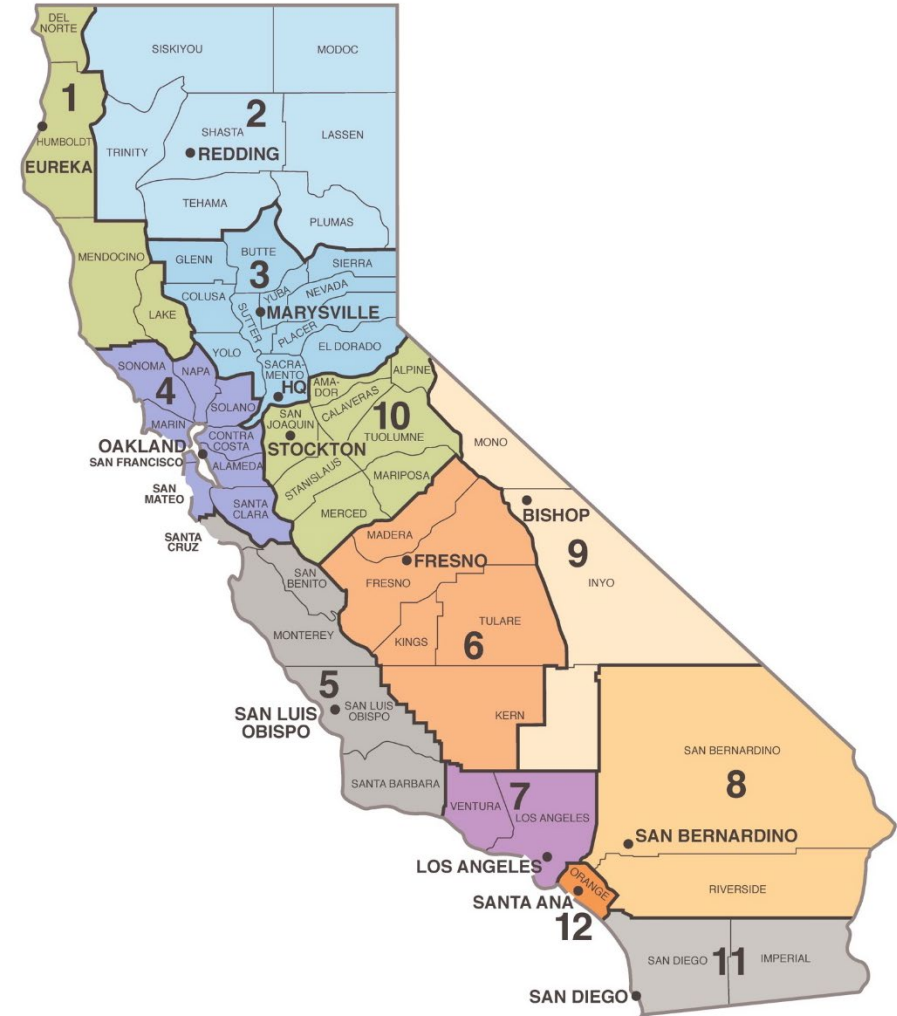 DEL
NORTE
SISKIYOU
MODOC
1
2
HUMBOLDT
EUREKA
TRINITY
SHASTA
REDDING
LASSEN
TEHAMA
PLUMAS
MENDOCINO
LAKE
GLENN
BUTTE
3
SIERRA
COLUSA
YUBA
NEVADA
MARYSVILLE
SUTTER
PLACER
YOLO
EL DORADO
SACRA-
MENTO
HQ
SONOMA
NAPA
4
SOLANO
MARIN
CONTRA
COSTA
OAKLAND
SAN FRANCISCO
ALAMEDA
SAN
MATEO
SANTA
CLARA
SANTA
CRUZ
AMA-
DOR
ALPINE
CALAVERAS
10
SAN
JOAQUIN
TUOLUMNE
STOCKTON
STANISLAUS
MARIPOSA
MERCED
MONO
BISHOP
9
INYO
MADERA
FRESNO
FRESNO
TULARE
KINGS
6
KERN
SAN
BENITO
MONTEREY
5
SAN LUIS
OBISPO
SAN LUIS
OBISPO
SANTA BARBARA
VENTURA
7
LOS ANGELES
LOS ANGELES
SAN BERNARDINO
8
SAN BERNARDINO
RIVERSIDE
ORANGE
SANTA ANA
12
SAN DIEGO
11
IMPERIAL
SAN DIEGO